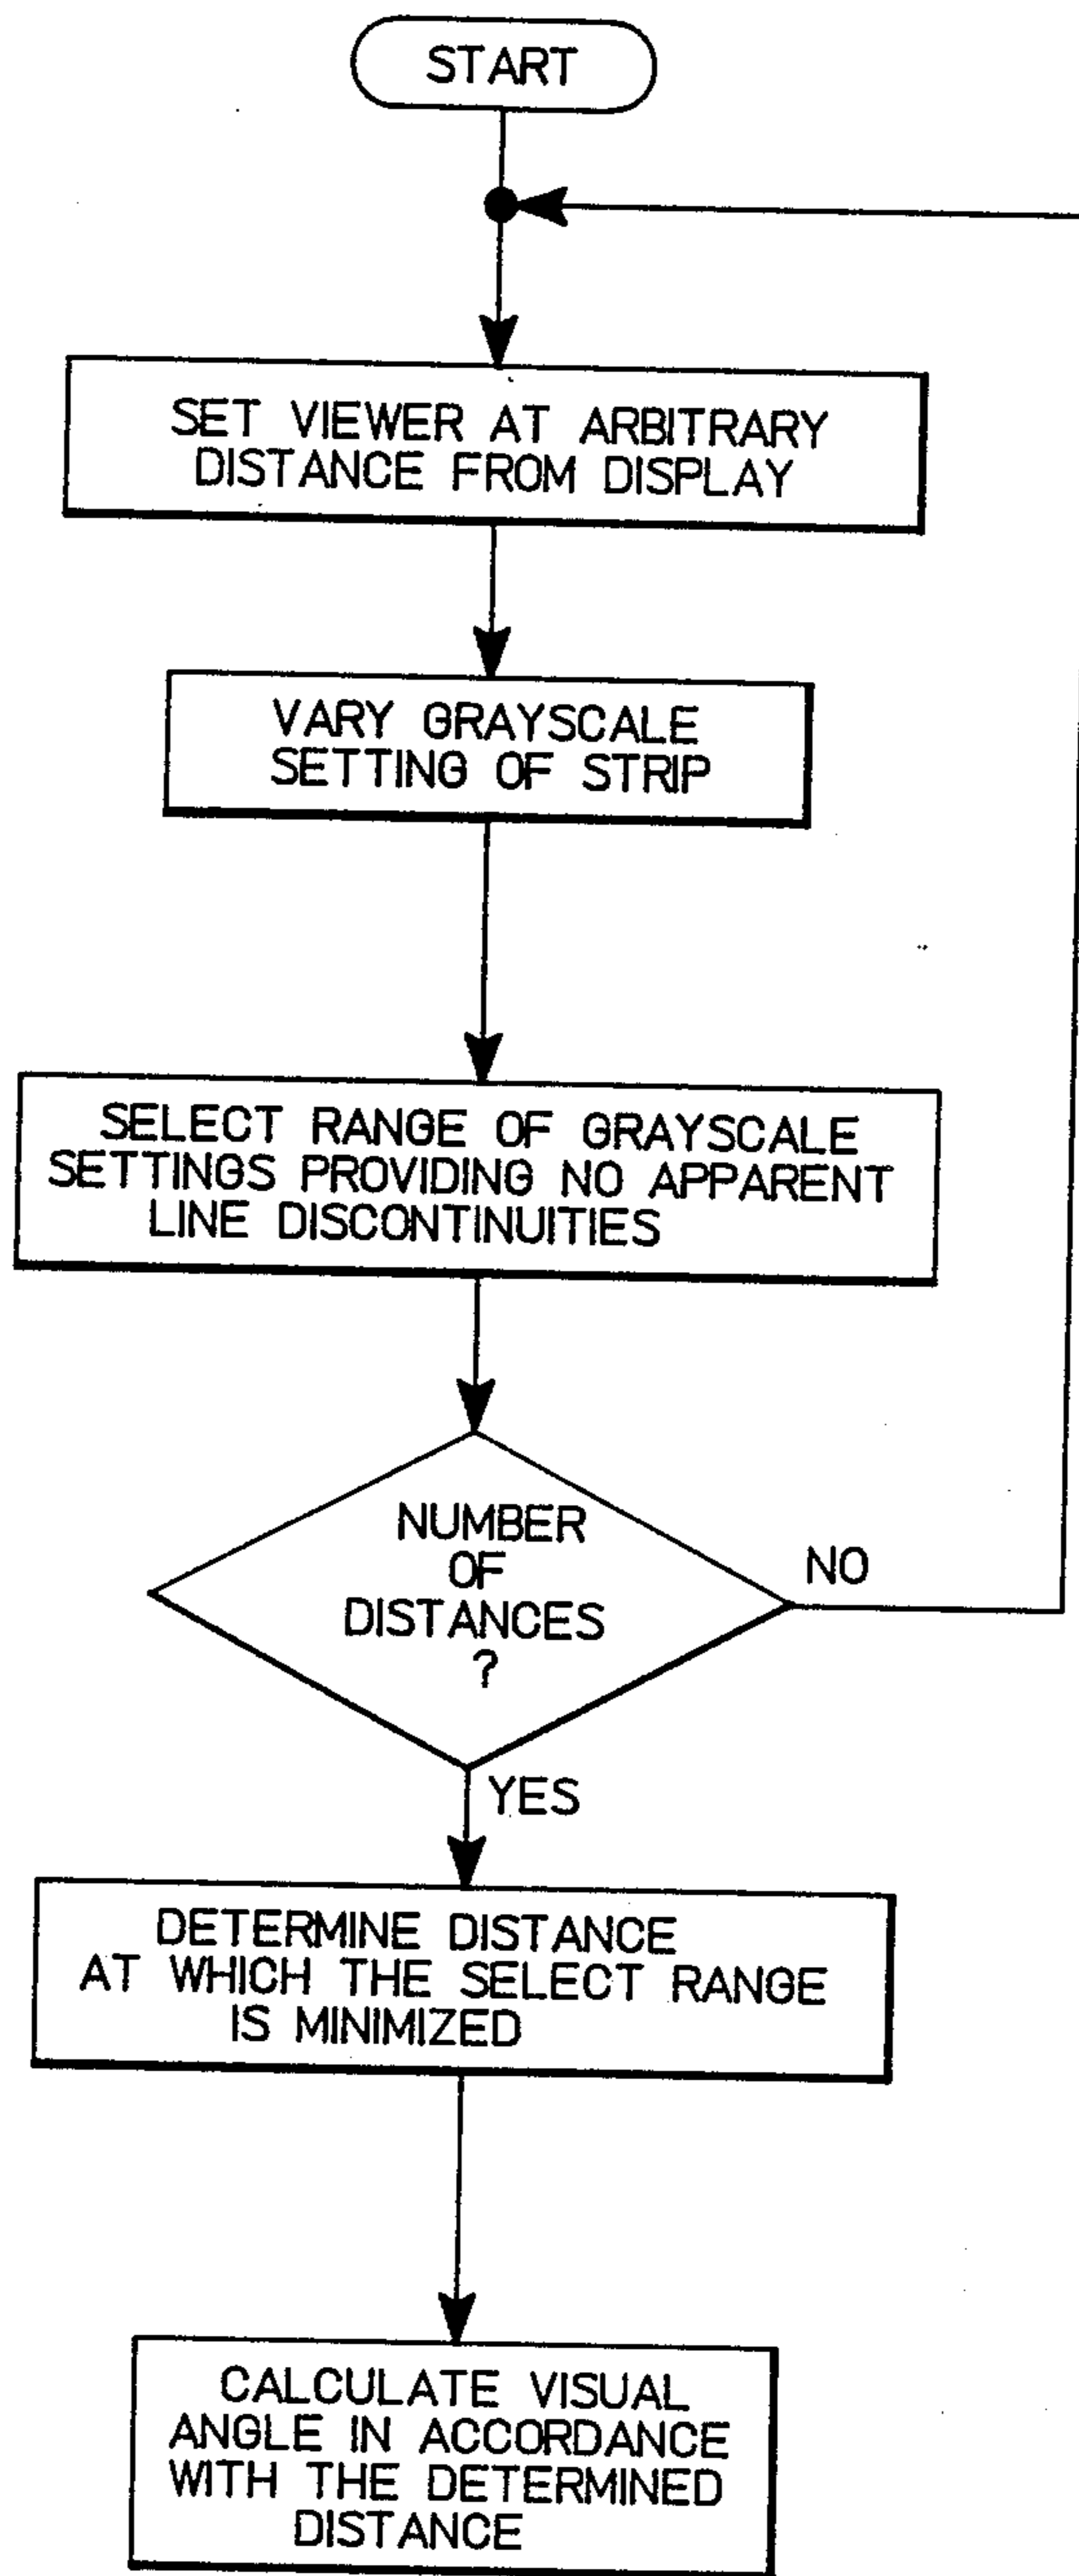 START
SET VIEWER AT ARBITRARY
DISTANCE FROM DISPLAY
VARY GRAYSCALE
SETTING OF STRIP
SELECT RANGE OF GRAYSCALE
SETTINGS PROVIDING NO APPARENT
LINE DISCONTINUITIES
NUMBER
OF
DISTANCES
?
NO
YES
DETERMINE DISTANCE
AT WHICH THE SELECT RANGE
IS MINIMIZED
CALCULATE VISUAL
ANGLE IN ACCORDANCE
WITH THE DETERMINED
DISTANCE